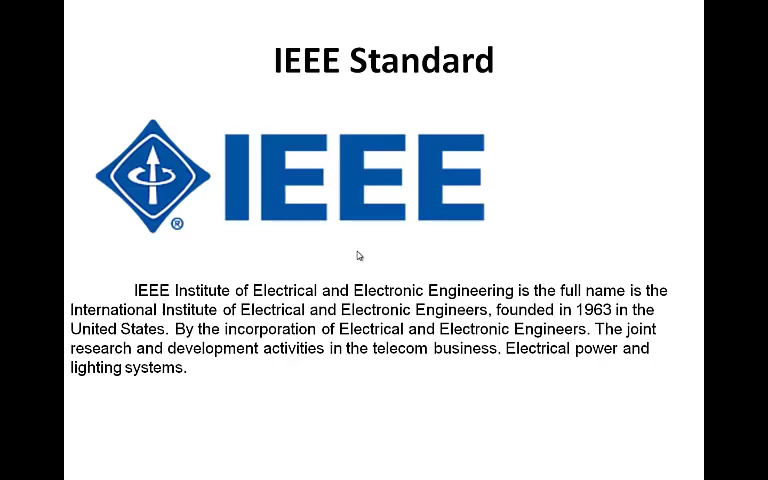 IEEE Standard
IEEE
®
IEEE Institute of Electrical and Electronic Engineering is the full name is the
International Institute of Electrical and Electronic Engineers, founded in 1963 in the
United States. By the incorporation of Electrical and Electronic Engineers. The joint
research and development activities in the telecom business. Electrical power and
lighting systems.